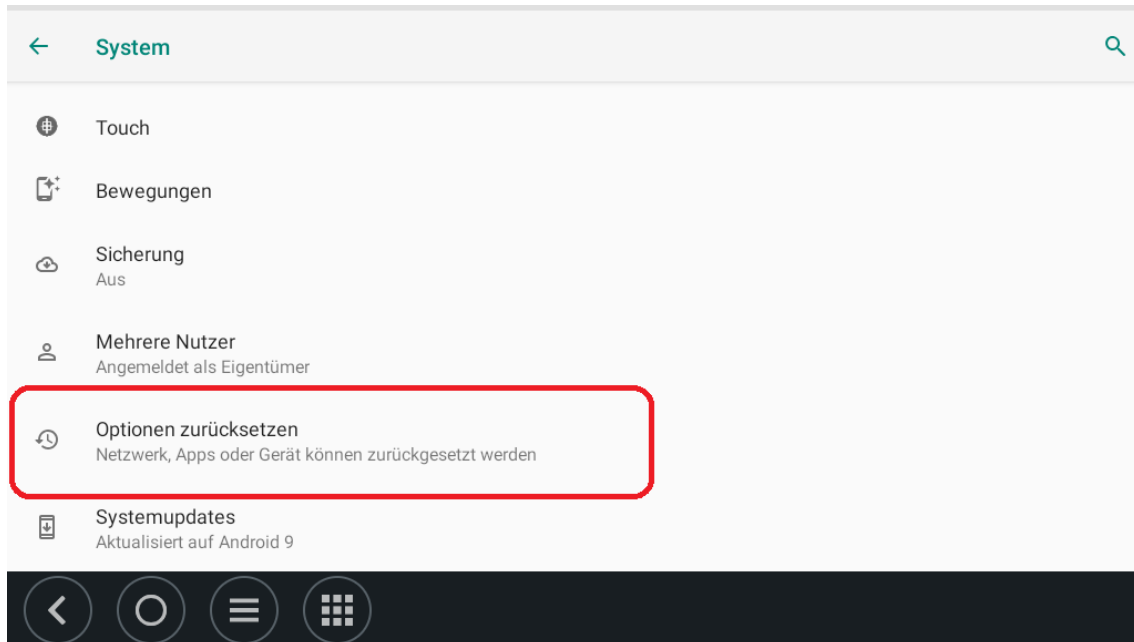 System
Touch
Bewegungen
Sicherung
Aus
Mehrere Nutzer
Angemeldet als Eigentümer
Optionen zurücksetzen
Netzwerk, Apps oder Gerät können zurückgesetzt werden
Systemupdates
Aktualisiert auf Android 9